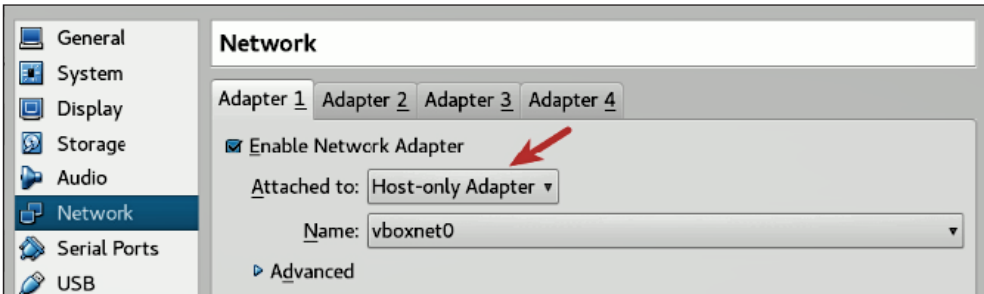 General
System
Display
Storage
Audio
Network
Serial Ports
USB
Network
Adapter 1 Adapter 2 Adapter 3 Adapter 4
Enable Network Adapter
Attached to: Host-only Adapter
Name: vboxnet0
Advanced